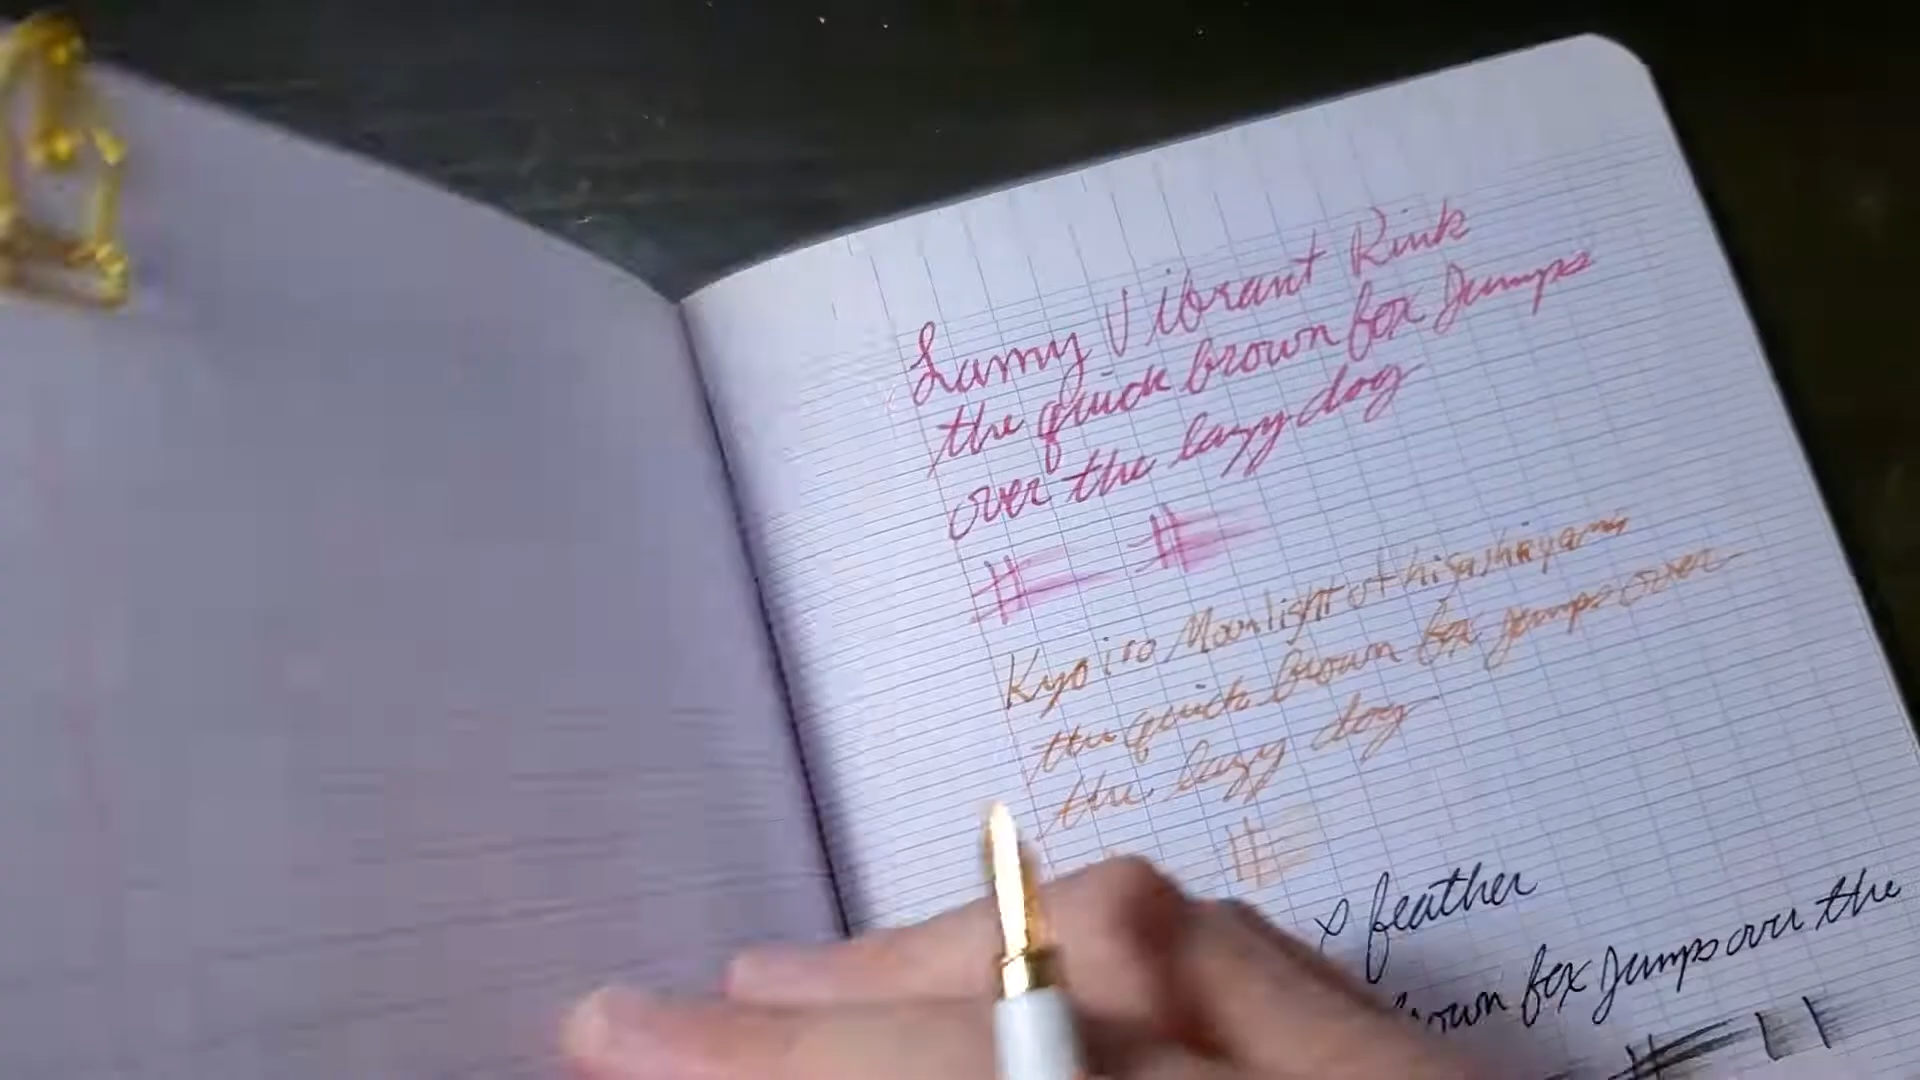 Lamy Vibrant Pink
the quick brown fox Jumps
over the lazy dog
# #
Kyo iro Moonlight of higashiyama
the quick brown fox jumps over
the lazy dog
#
feather
brown fox Jumps over the
#